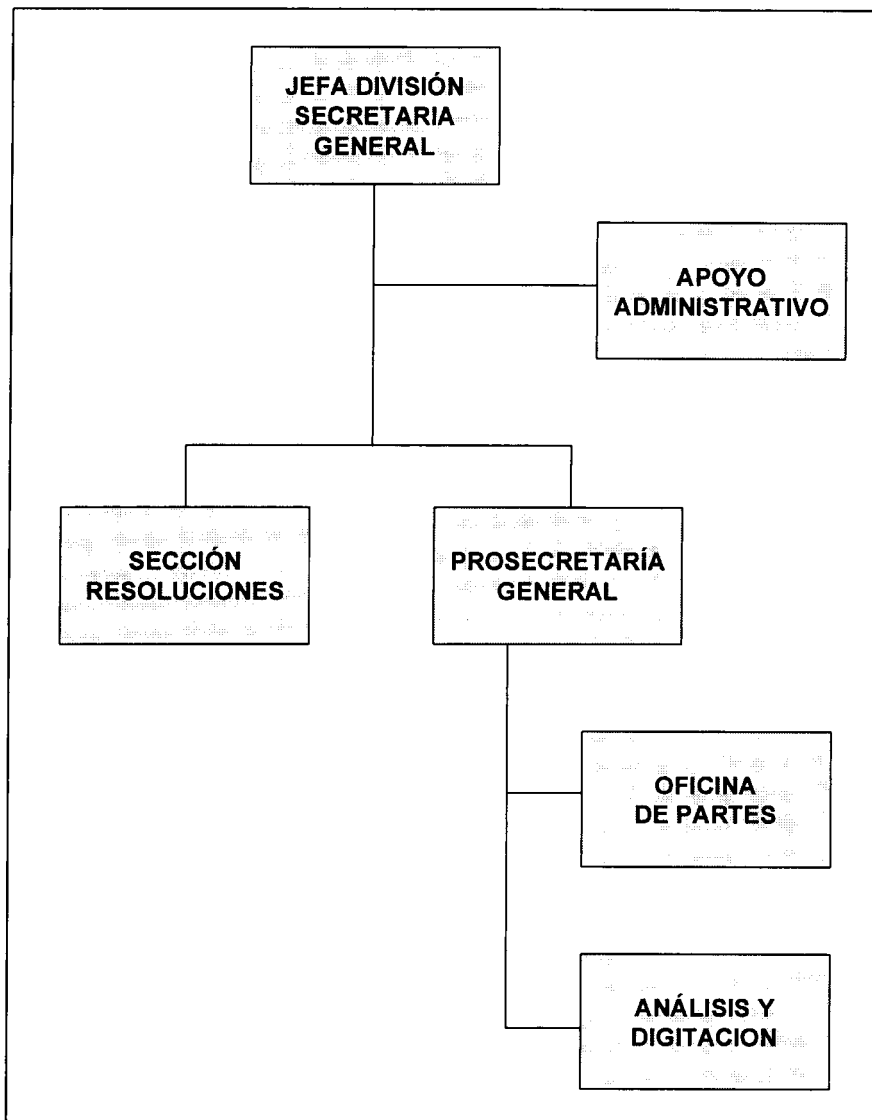 JEFA DIVISIÓN
SECRETARIA
GENERAL
APOYO
ADMINISTRATIVO
SECCIÓN
RESOLUCIONES
PROSECRETARÍA
GENERAL
OFICINA
DE PARTES
ANÁLISIS Y
DIGITACION